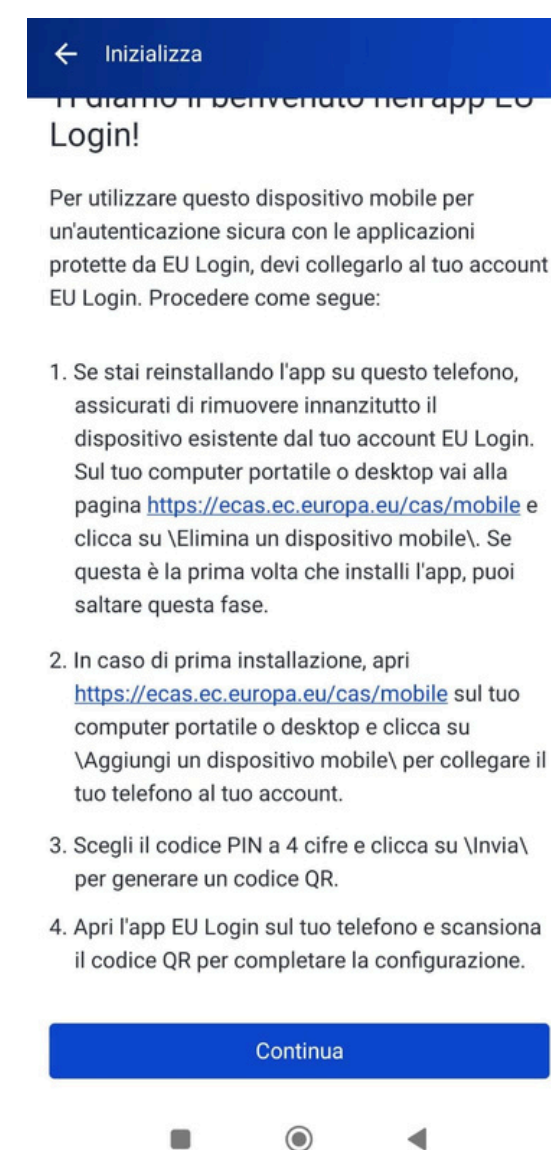 Inizializza
Ti diamo il benvenuto nell'app EU
Login!
Per utilizzare questo dispositivo mobile per
un'autenticazione sicura con le applicazioni
protette da EU Login, devi collegarlo al tuo account
EU Login. Procedere come segue:
1. Se stai reinstallando l'app su questo telefono,
assicurati di rimuovere innanzitutto il
dispositivo esistente dal tuo account EU Login.
Sul tuo computer portatile o desktop vai alla
pagina https://ecas.ec.europa.eu/cas/mobile e
clicca su \Elimina un dispositivo mobile\. Se
questa è la prima volta che installi l'app, puoi
saltare questa fase.
2. In caso di prima installazione, apri
https://ecas.ec.europa.eu/cas/mobile sul tuo
computer portatile o desktop e clicca su
\Aggiungi un dispositivo mobile\ per collegare il
tuo telefono al tuo account.
3. Scegli il codice PIN a 4 cifre e clicca su \Invia\
per generare un codice QR.
4. Apri l'app EU Login sul tuo telefono e scansiona
il codice QR per completare la configurazione.
Continua